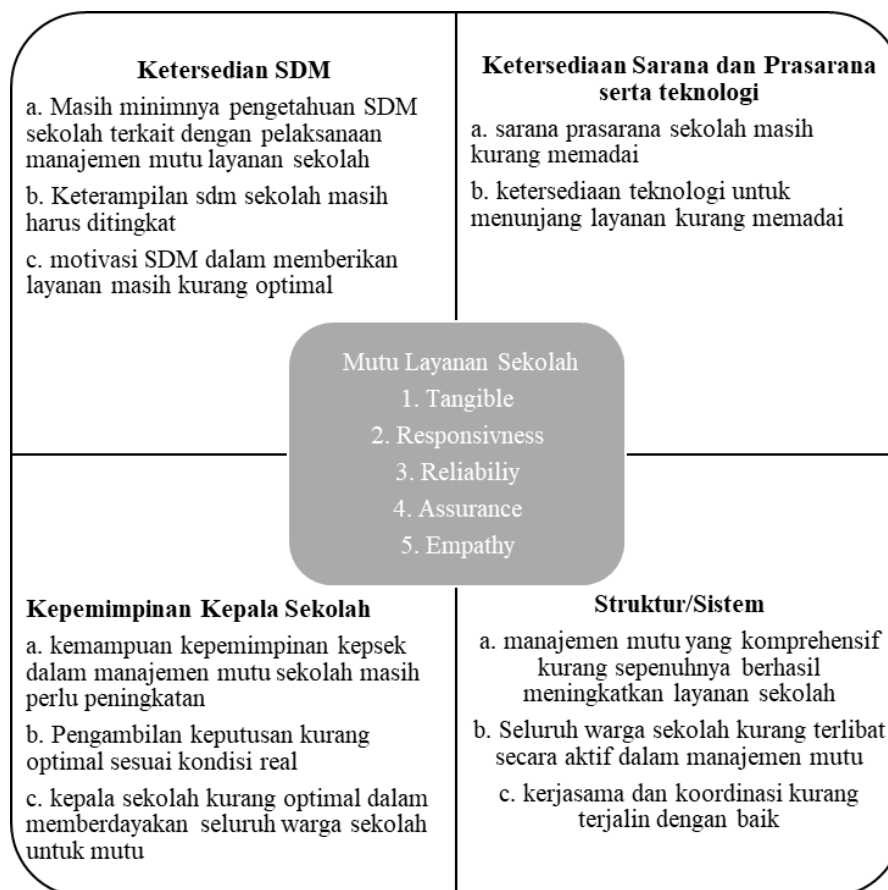 Ketersedian SDM
a. Masih minimnya pengetahuan SDM
sekolah terkait dengan pelaksanaan
manajemen mutu layanan sekolah
b. Keterampilan sdm sekolah masih
harus ditingkat
c. motivasi SDM dalam memberikan
layanan masih kurang optimal
Ketersediaan Sarana dan Prasarana
serta teknologi
a. sarana prasarana sekolah masih
kurang memadai
b. ketersediaan teknologi untuk
menunjang layanan kurang memadai
Mutu Layanan Sekolah
1. Tangible
2. Responsivness
3. Reliabiliy
4. Assurance
5. Empathy
Kepemimpinan Kepala Sekolah
a. kemampuan kepemimpinan kepsek
dalam manajemen mutu sekolah masih
perlu peningkatan
b. Pengambilan keputusan kurang
optimal sesuai kondisi real
c. kepala sekolah kurang optimal dalam
memberdayakan seluruh warga sekolah
untuk mutu
Struktur/Sistem
a. manajemen mutu yang komprehensif
kurang sepenuhnya berhasil
meningkatkan layanan sekolah
b. Seluruh warga sekolah kurang terlibat
secara aktif dalam manajemen mutu
c. kerjasama dan koordinasi kurang
terjalin dengan baik